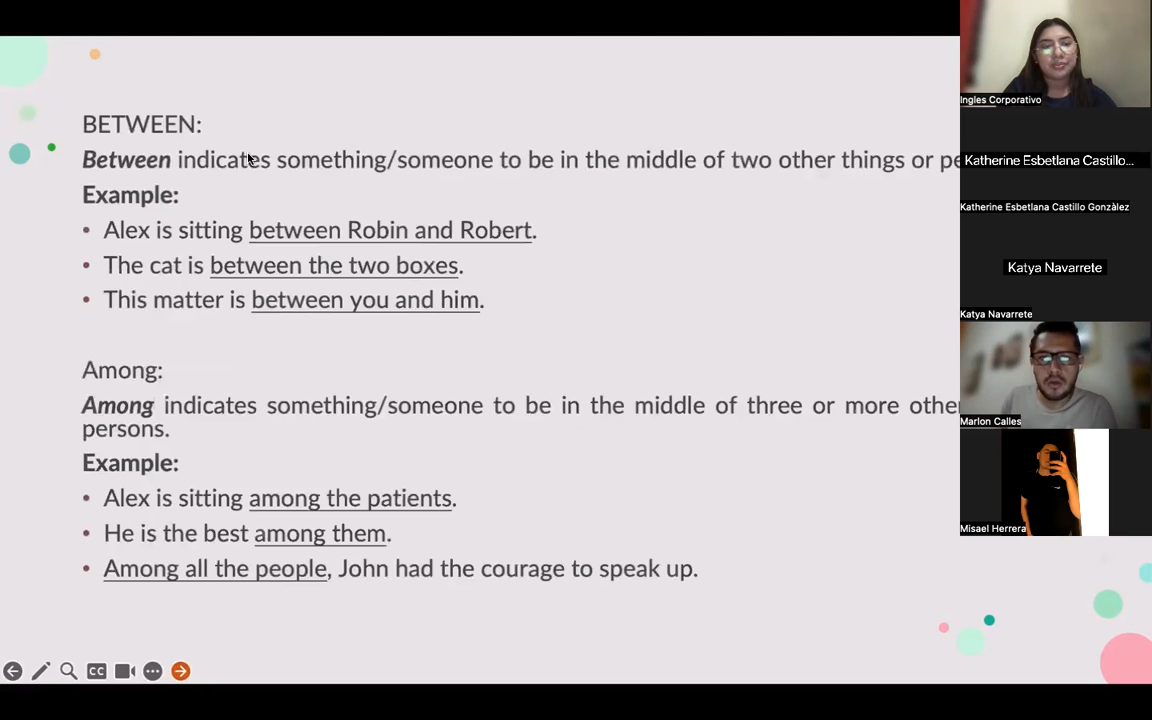 BETWEEN:
Between indicates something/someone to be in the middle of two other things or
Example:
• Alex is sitting between Robin and Robert.
• The cat is between the two boxes.
• This matter is between you and him.
Among:
Among indicates something/someone to be in the middle of three or more
persons.
Example:
• Alex is sitting among the patients.
• He is the best among them.
• Among all the people, John had the courage to speak up.
CC
Ingles Corporativo
Katherine Esbetlana Castillo...
Katherine Esbetlana Castillo Gonzàlez
Katya Navarrete
Katya Navarrete
Marlon Calles
Misael Herrera